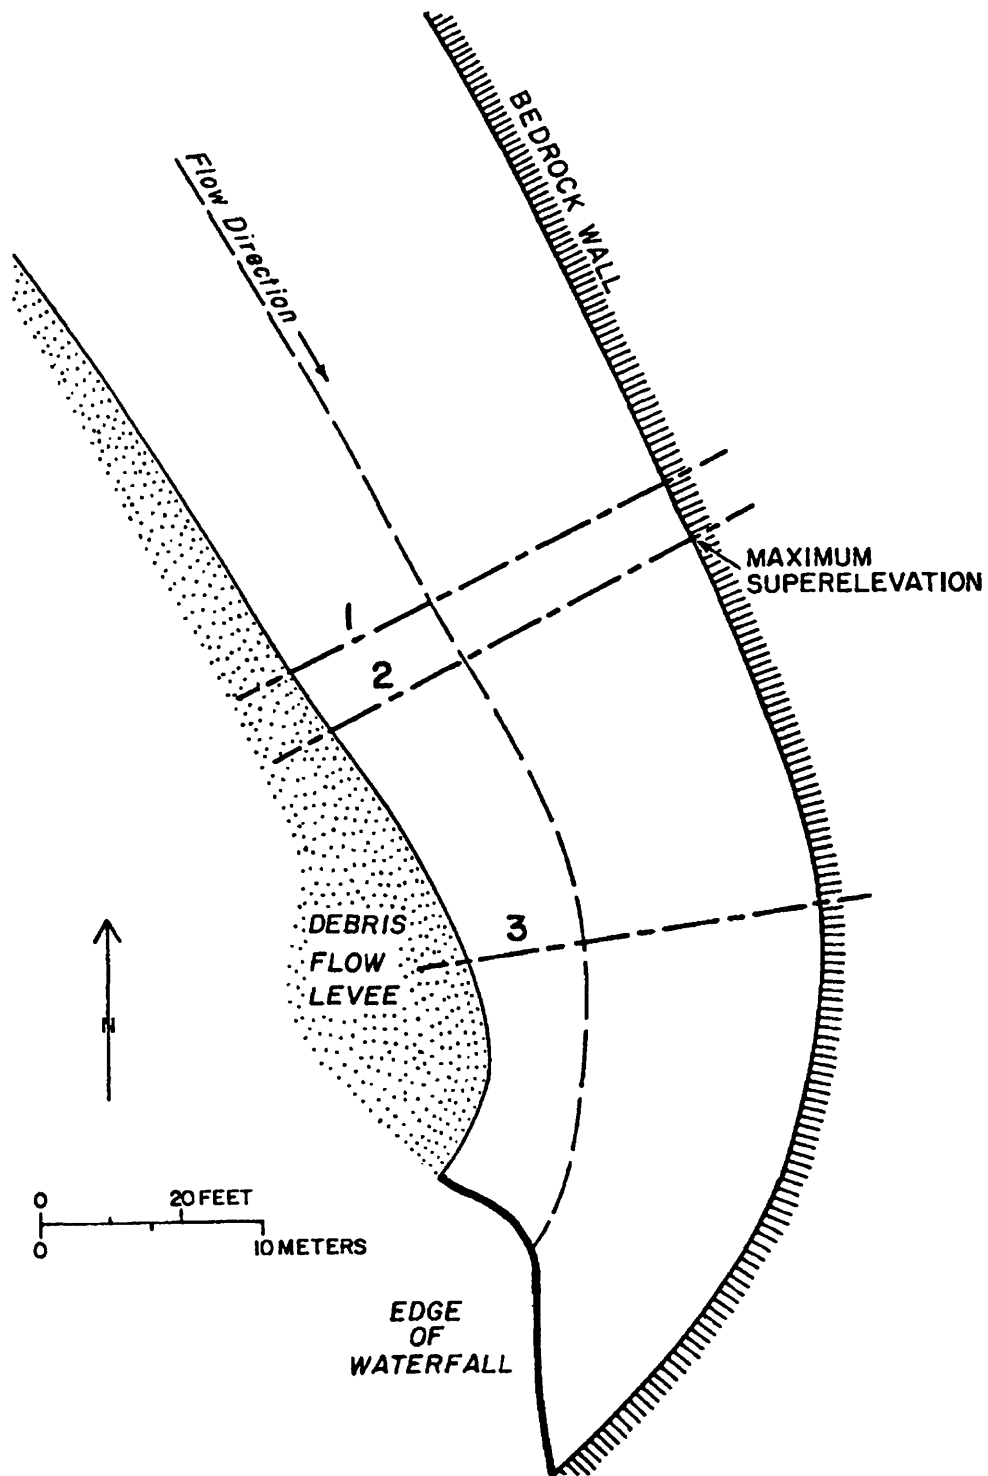 BEDROCK WALL
Flow Direction
MAXIMUM
SUPERELEVATION
1
2
3
DEBRIS
FLOW
LEVEE
N
0 20 FEET
0 10 METERS
EDGE
OF
WATERFALL